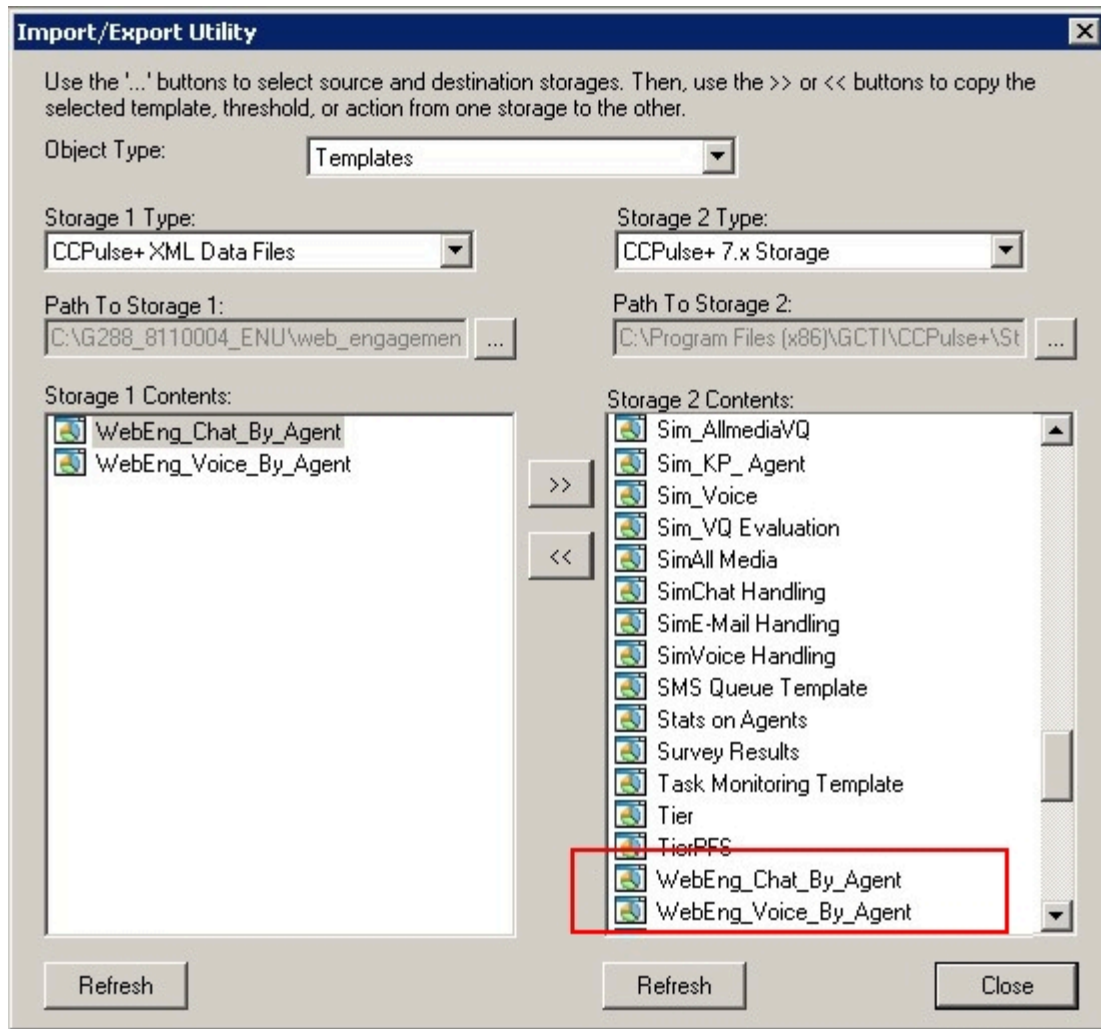 Import/Export Utility
Use the '...' buttons to select source and destination storages. Then, use the >> or << buttons to copy the
selected template, threshold, or action from one storage to the other.
Object Type:
Templates
Storage 1 Type:
CCPulse+ XML Data Files
Storage 2 Type:
CCPulse+ 7.x Storage
Path To Storage 1:
C:\G288_8110004_ENU\web_engagemen
...
Path To Storage 2:
C:\Program Files (x86)\GCTI\CCPulse+\St
...
Storage 1 Contents:
WebEng_Chat_By_Agent
WebEng_Voice_By_Agent
>>
<<
Storage 2 Contents:
Sim_AllmediaVQ
Sim_KP_ Agent
Sim_Voice
Sim_VQ Evaluation
SimAll Media
SimChat Handling
SimE-Mail Handling
SimVoice Handling
SMS Queue Template
Stats on Agents
Survey Results
Task Monitoring Template
Tier
TierPFS
WebEng_Chat_By_Agent
WebEng_Voice_By_Agent
Refresh
Refresh
Close